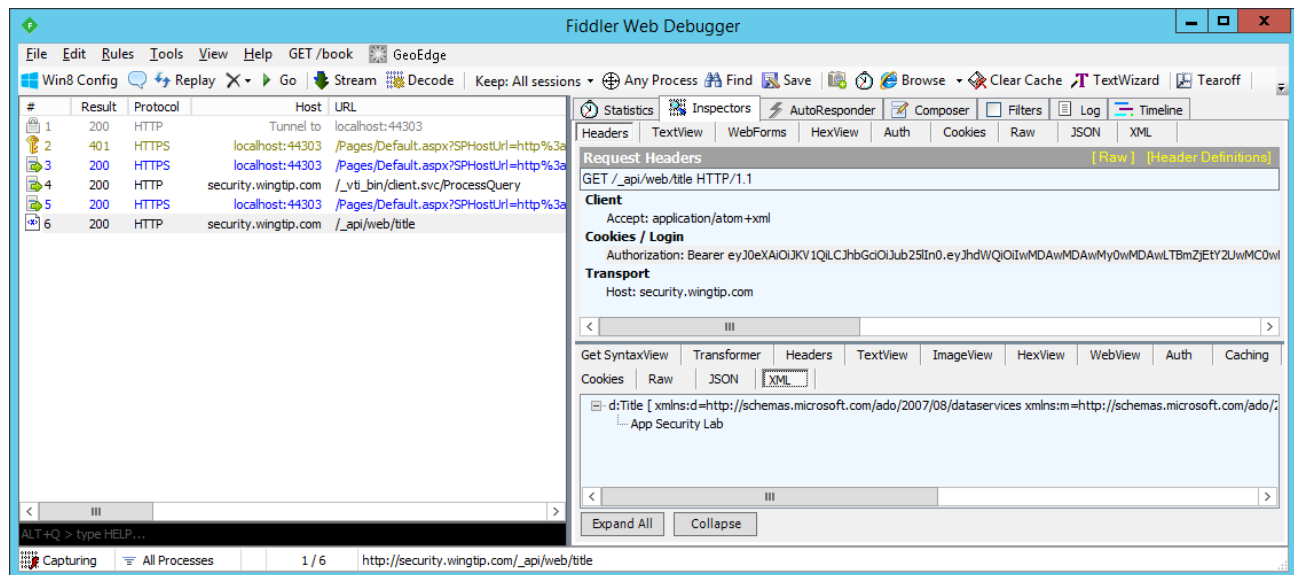 Fiddler Web Debugger
File Edit Rules Tools View Help GET /book GeoEdge
Win8 Config Replay Go Stream Decode Keep: All sessions Any Process Find Save Browse Clear Cache TextWizard Tearoff
# Result Protocol Host URL
1 200 HTTP Tunnel to localhost:44303
2 401 HTTPS localhost:44303 /Pages/Default.aspx?SPHostUrl=http%3a
3 200 HTTPS localhost:44303 /Pages/Default.aspx?SPHostUrl=http%3a
4 200 HTTP security.wingtip.com /_vti_bin/client.svc/ProcessQuery
5 200 HTTPS localhost:44303 /Pages/Default.aspx?SPHostUrl=http%3a
6 200 HTTP security.wingtip.com /_api/web/title
ALT+Q > type HELP...
Statistics Inspectors AutoResponder Composer Filters Log Timeline
Headers TextView WebForms HexView Auth Cookies Raw JSON XML
Request Headers [ Raw ] [Header Definitions]
GET /_api/web/title HTTP/1.1
Client
Accept: application/atom+xml
Cookies / Login
Authorization: Bearer
Transport
Host: security.wingtip.com
Get SyntaxView Transformer Headers TextView ImageView HexView WebView Auth Caching
Cookies Raw JSON XML
d:Title [ xmlns:d=http://schemas.microsoft.com/ado/2007/08/dataservices xmlns:m=http://schemas.microsoft.com/ado/2
App Security Lab
Expand All Collapse
Capturing All Processes 1 / 6 http://security.wingtip.com/_api/web/title